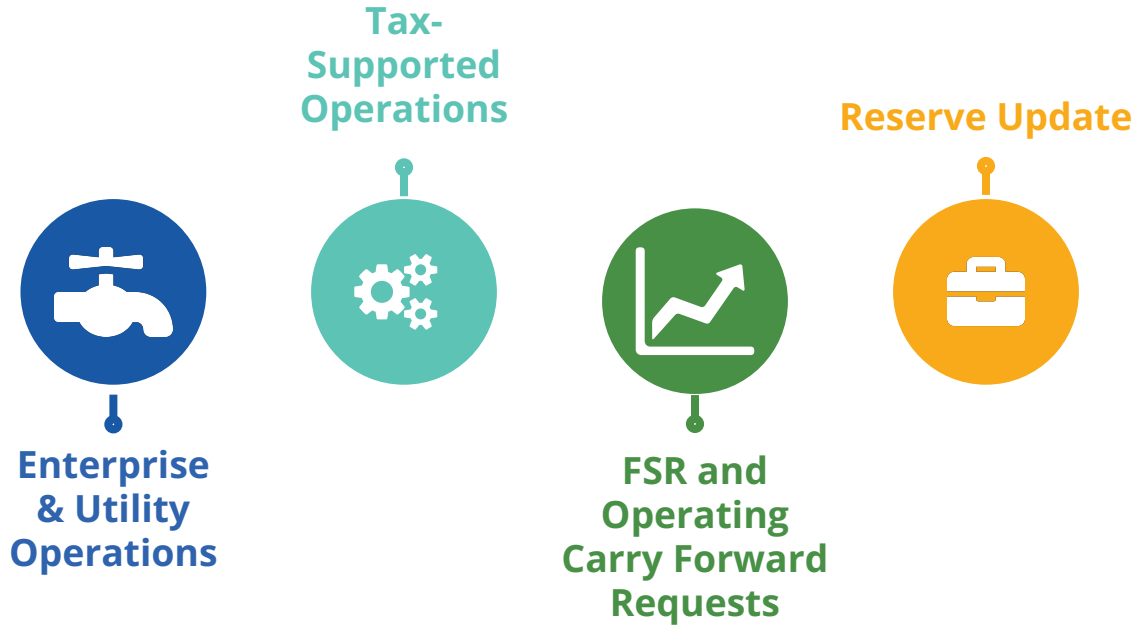 Enterprise
& Utility
Operations
Tax-
Supported
Operations
FSR and
Operating
Carry Forward
Requests
Reserve Update